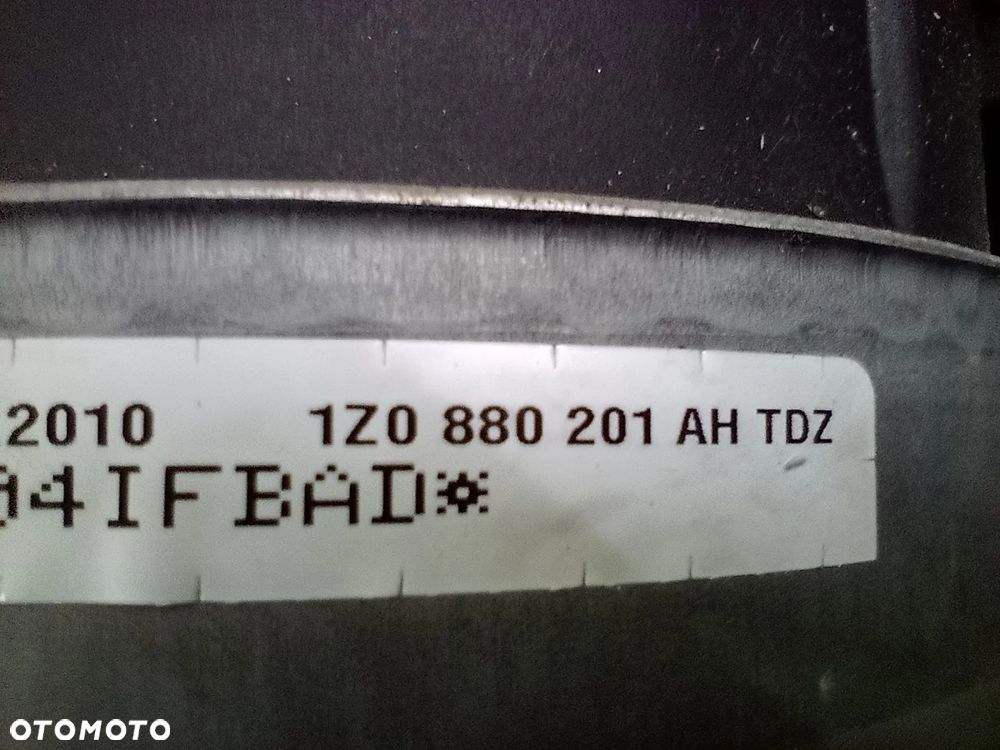 .2010 1Z0 880 201 AH TDZ
04IFBAD*
OTOMOTO